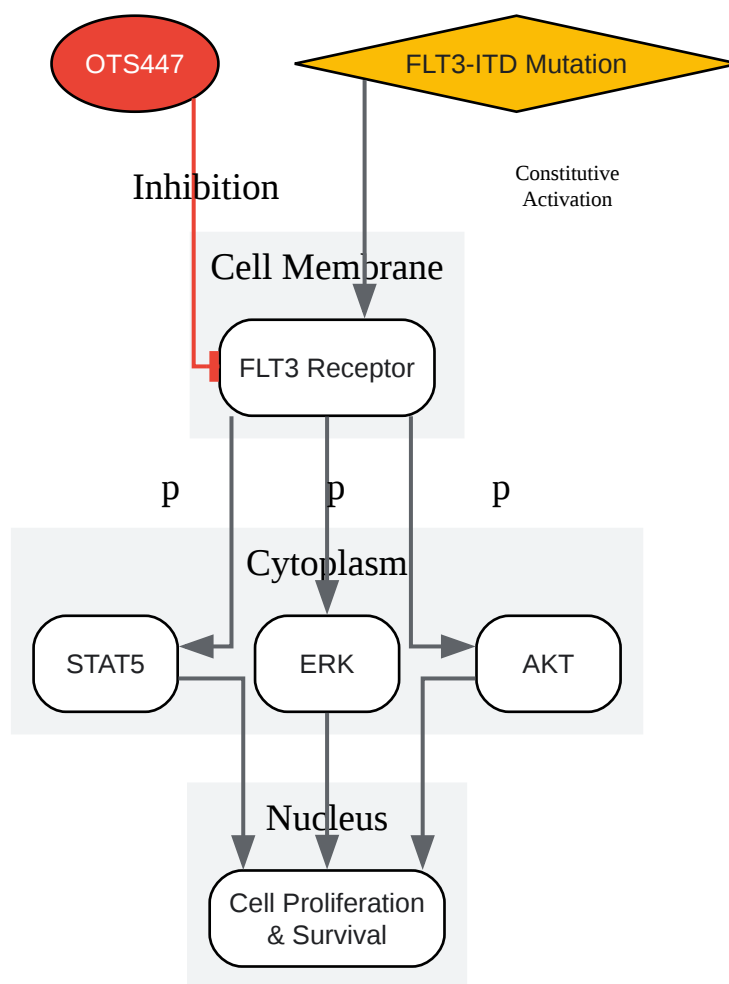 OTS447
FLT3-ITD Mutation
Inhibition
Constitutive
Activation
Cell Membrane
FLT3 Receptor
p
p
p
Cytoplasm
STAT5
ERK
AKT
Nucleus
Cell Proliferation
& Survival